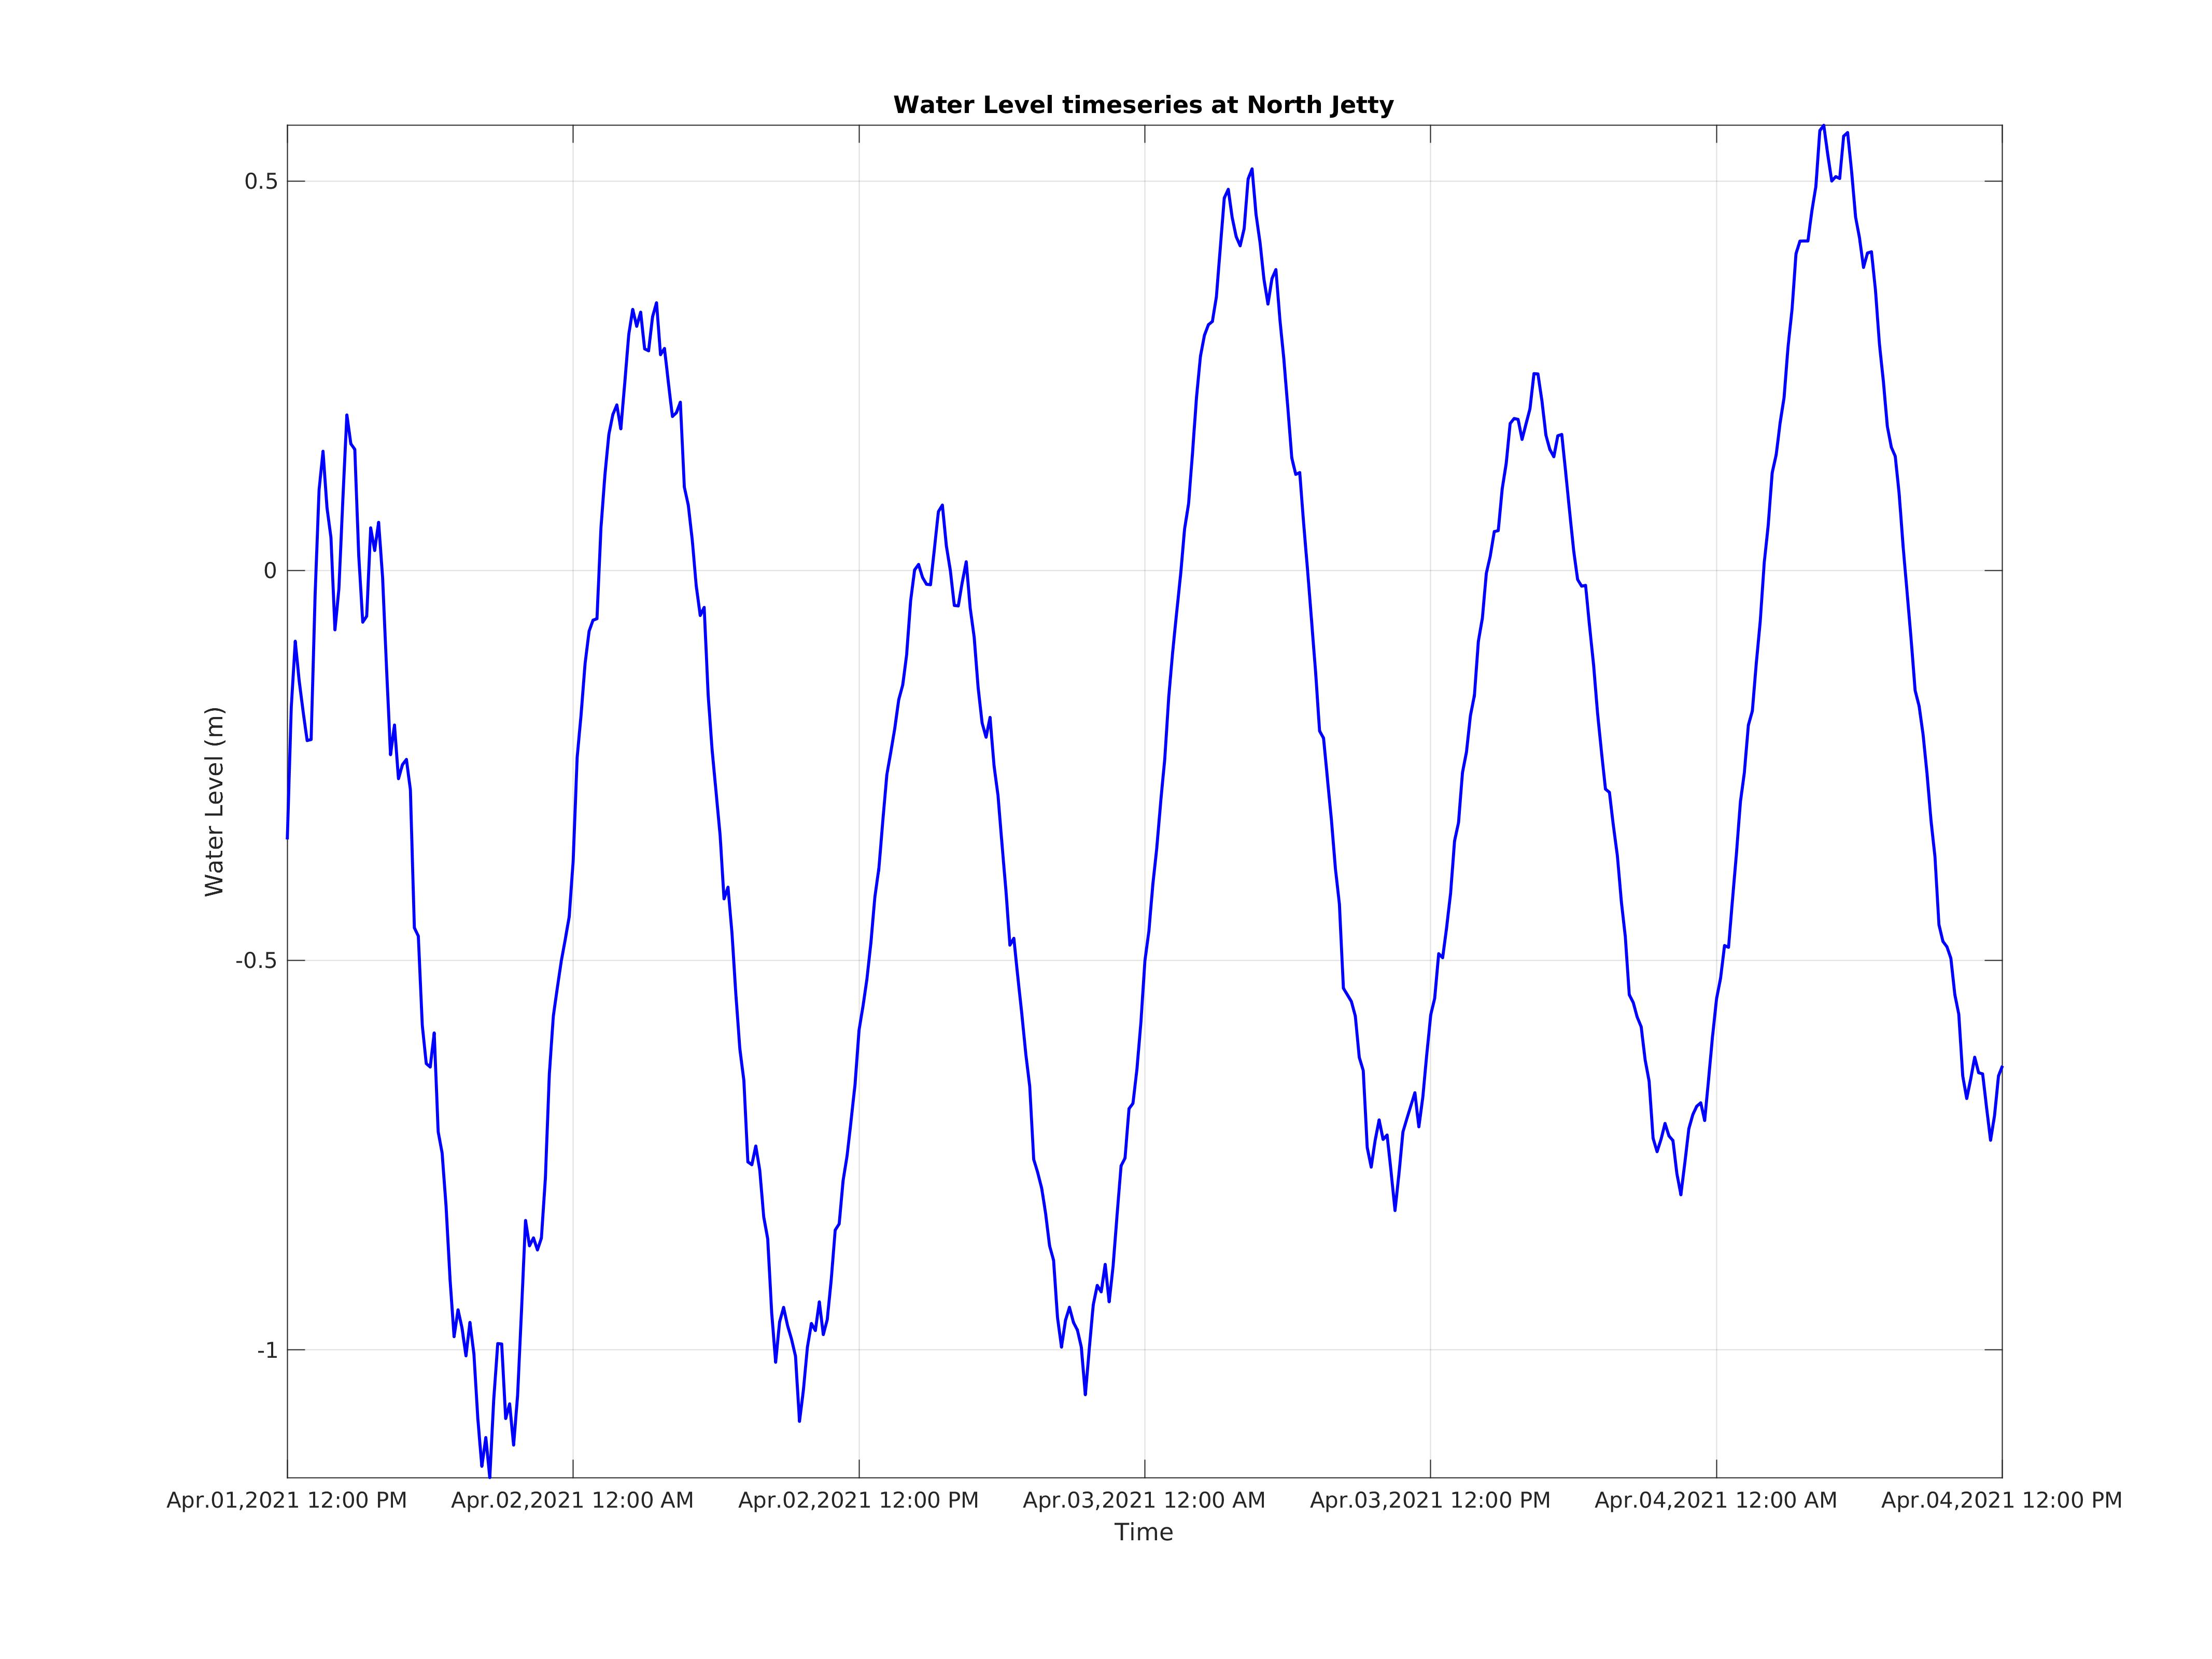 Water Level timeseries at North Jetty
0.5
0
-0.5
-1
Water Level (m)
Apr.01,2021 12:00 PM Apr.02,2021 12:00 AM Apr.02,2021 12:00 PM Apr.03,2021 12:00 AM Apr.03,2021 12:00 PM Apr.04,2021 12:00 AM Apr.04,2021 12:00 PM
Time